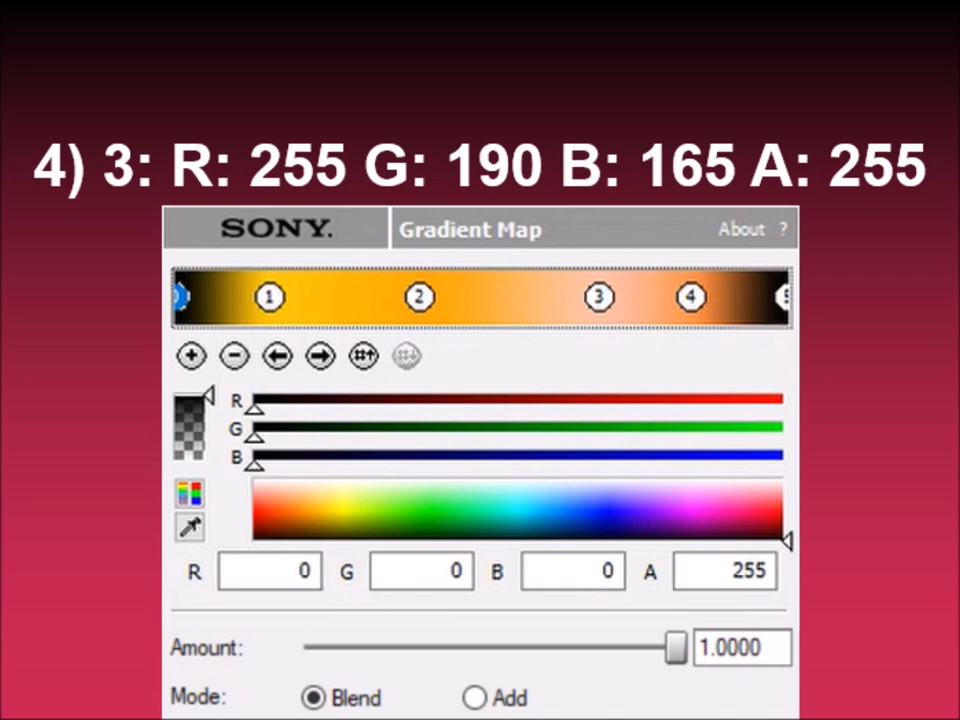 4) 3: R: 255 G: 190 B: 165 A: 255
SONY. Gradient Map About ?
1 2 3 4
R
G
B
R 0 G 0 B 0 A 255
Amount: 1.0000
Mode: Blend Add